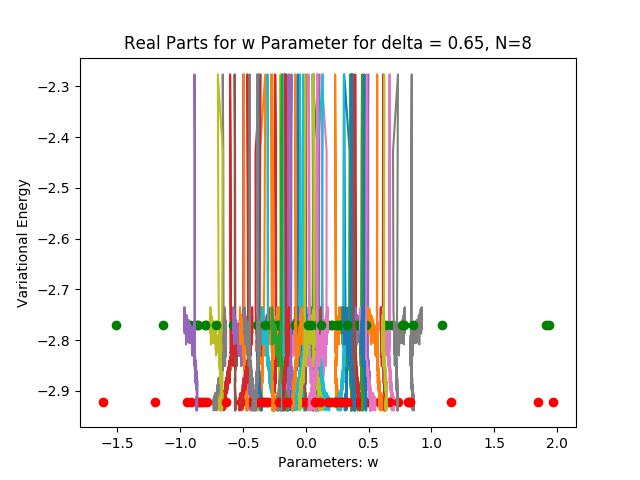 Real Parts for w Parameter for delta = 0.65, N=8
−2.3
−2.4
−2.5
−2.6
−2.7
−2.8
−2.9
Variational Energy
−1.5 −1.0 −0.5 0.0 0.5 1.0 1.5 2.0
Parameters: w